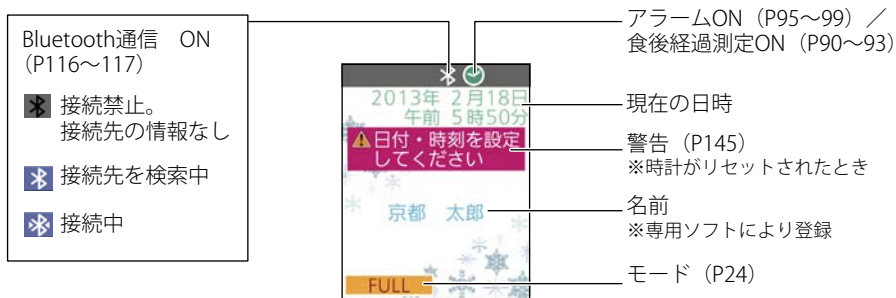 Bluetooth通信　ON
（P116～117）
接続禁止。
接続先の情報なし
接続先を検索中
接続中
2013年 2月18日
午前 5時50分
日付・時刻を設定
してください
京都　太郎
FULL
アラームON（P95～99）／
食後経過測定ON（P90～93）
現在の日時
警告（P145）
※時計がリセットされたとき
名前
※専用ソフトにより登録
モード（P24）